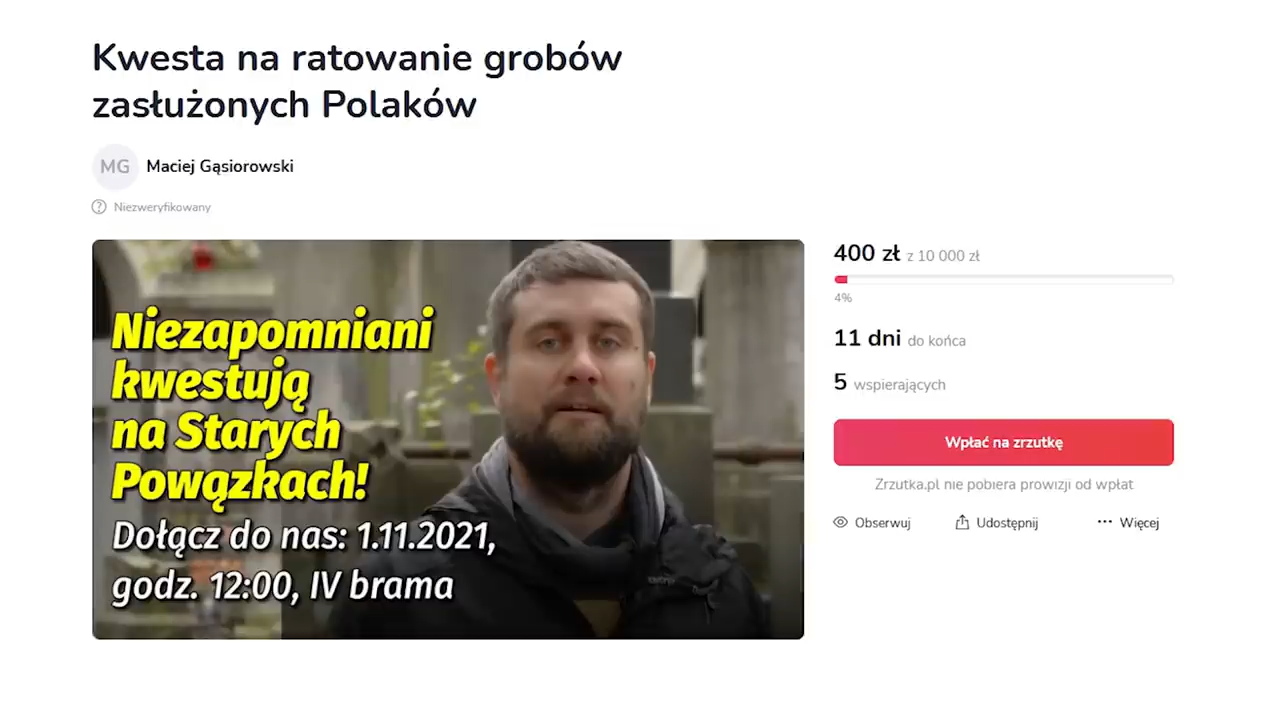 Kwesta na ratowanie grobów
zasłużonych Polaków
MG Maciej Gąsiorowski
Niezweryfikowany
Niezapomniani
kwestują
na Starych
Powązkach!
Dołącz do nas: 1.11.2021,
godz. 12:00, IV brama
400 zł z 10 000 zł
4%
11 dni do końca
5 wspierających
Wpłać na zrzutkę
Zrzutka.pl nie pobiera prowizji od wpłat
Obserwuj Udostępnij Więcej